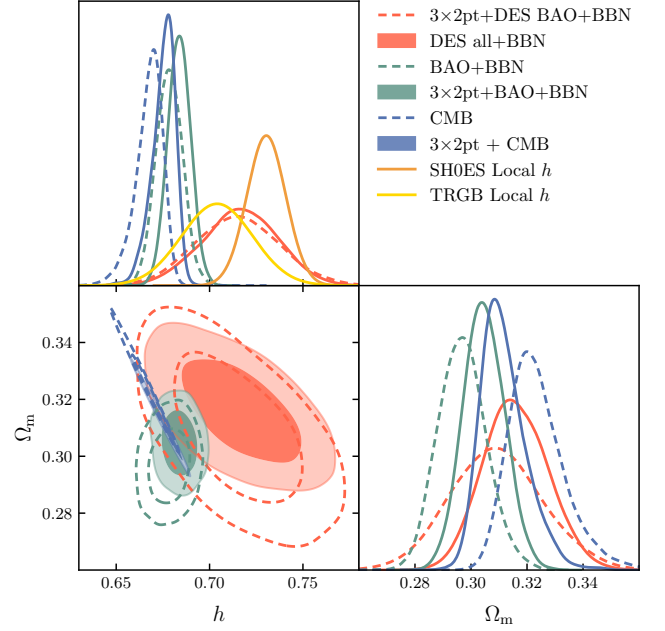 3×2pt+DES BAO+BBN
DES all+BBN
BAO+BBN
3×2pt+BAO+BBN
CMB
3×2pt + CMB
SH0ES Local h
TRGB Local h
0.34
0.32
0.30
0.28
Ωm
0.65 0.70 0.75
h
0.28 0.30 0.32 0.34
Ωm